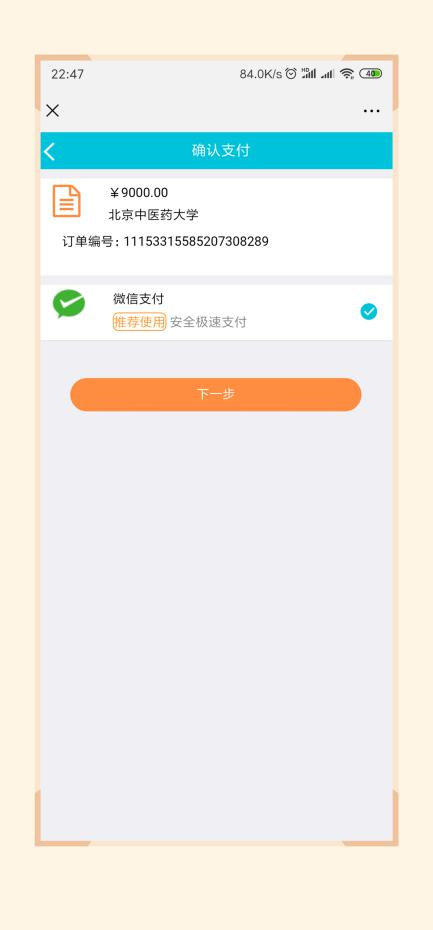 22:47 84.0K/s HD 40
确认支付
￥9000.00
北京中医药大学
订单编号：11153315585207308289
微信支付
推荐使用 安全极速支付
下一步